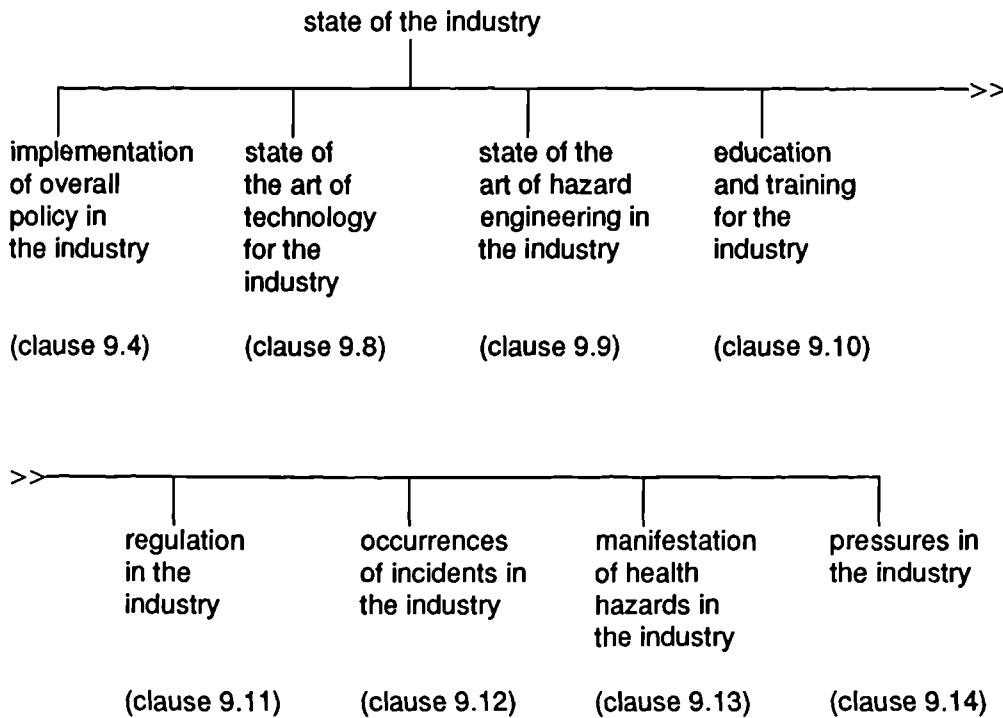 state of the industry
>>
implementation
of overall
policy in
the industry
(clause 9.4)
state of
the art of
technology
for the
industry
(clause 9.8)
state of the
art of hazard
engineering in
the industry
(clause 9.9)
education
and training
for the
industry
(clause 9.10)
>>
regulation
in the
industry
(clause 9.11)
occurrences
of incidents in
the industry
(clause 9.12)
manifestation
of health
hazards in
the industry
(clause 9.13)
pressures in
the industry
(clause 9.14)